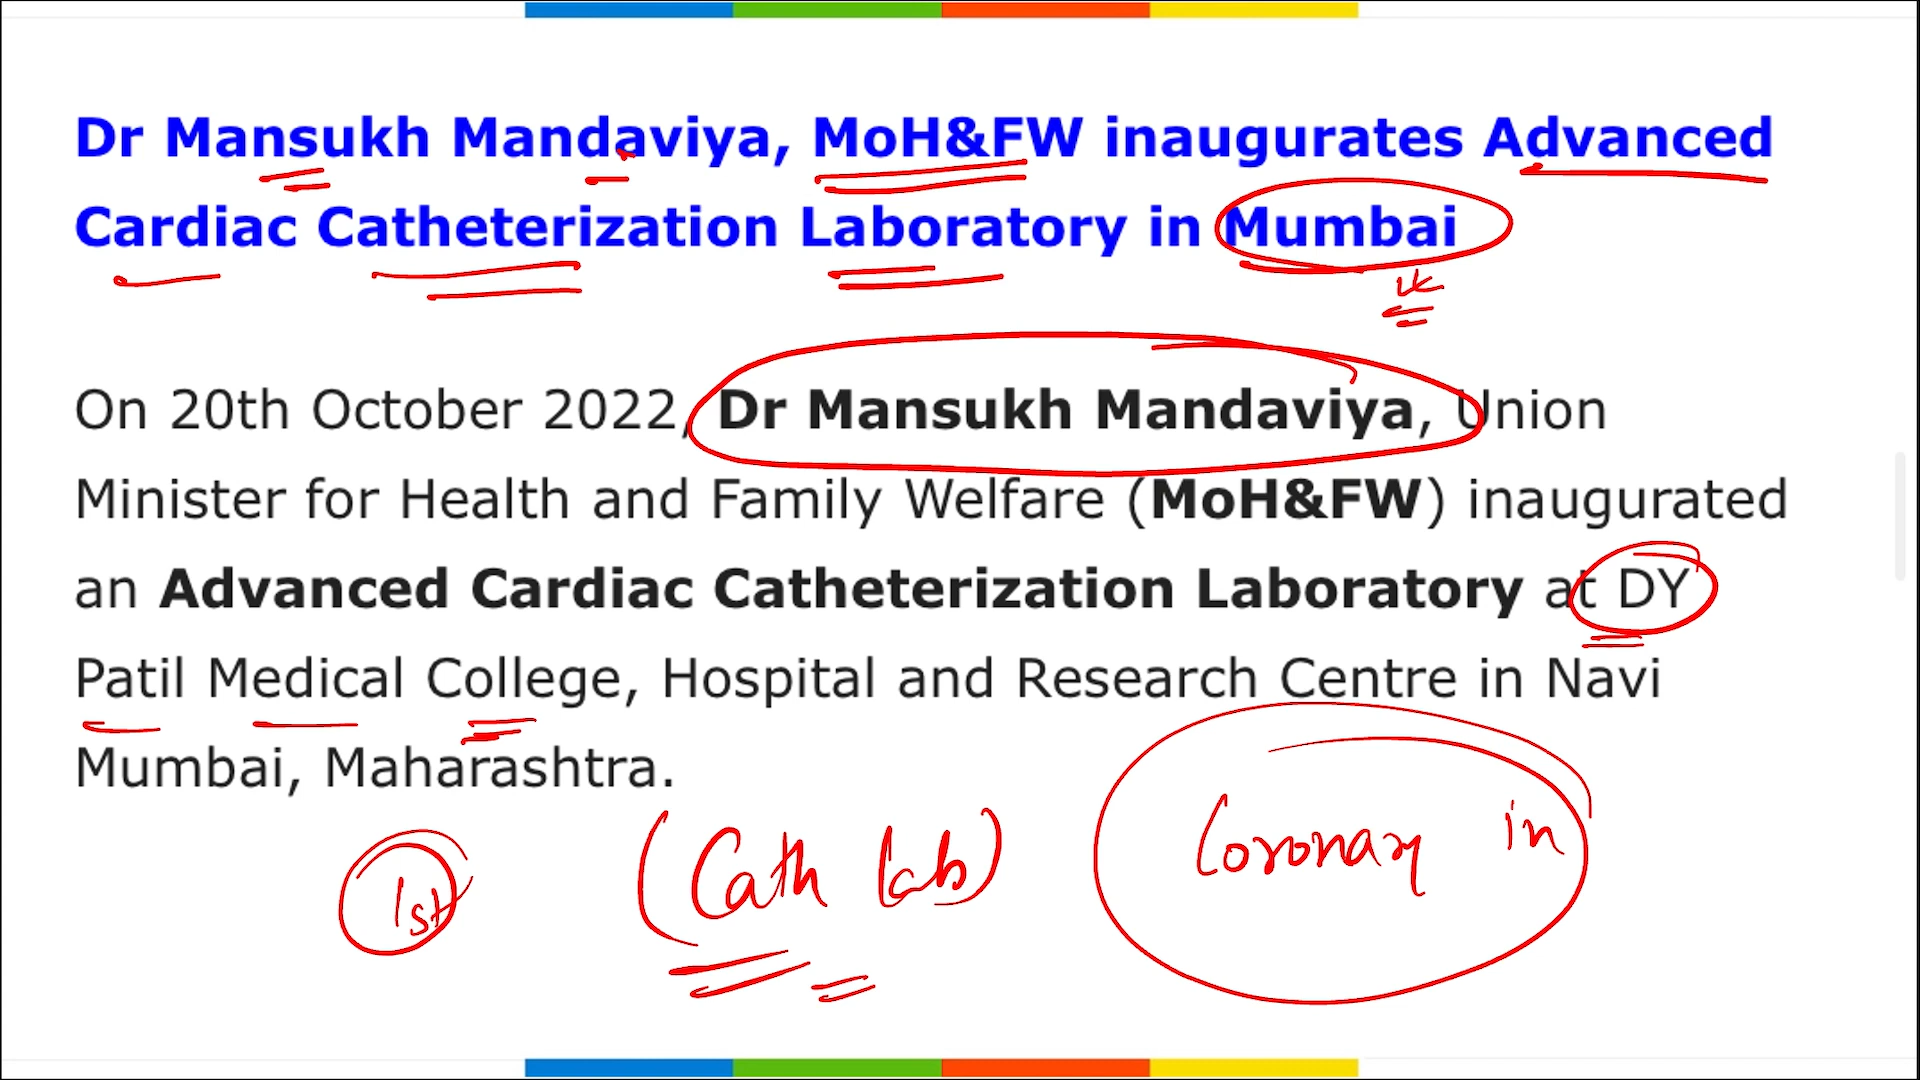 Dr Mansukh Mandaviya, MoH&FW inaugurates Advanced
Cardiac Catheterization Laboratory in Mumbai
On 20th October 2022, Dr Mansukh Mandaviya, Union
Minister for Health and Family Welfare (MoH&FW) inaugurated
an Advanced Cardiac Catheterization Laboratory at DY
Patil Medical College, Hospital and Research Centre in Navi
Mumbai, Maharashtra.
1st (Cath lab) Coronary in